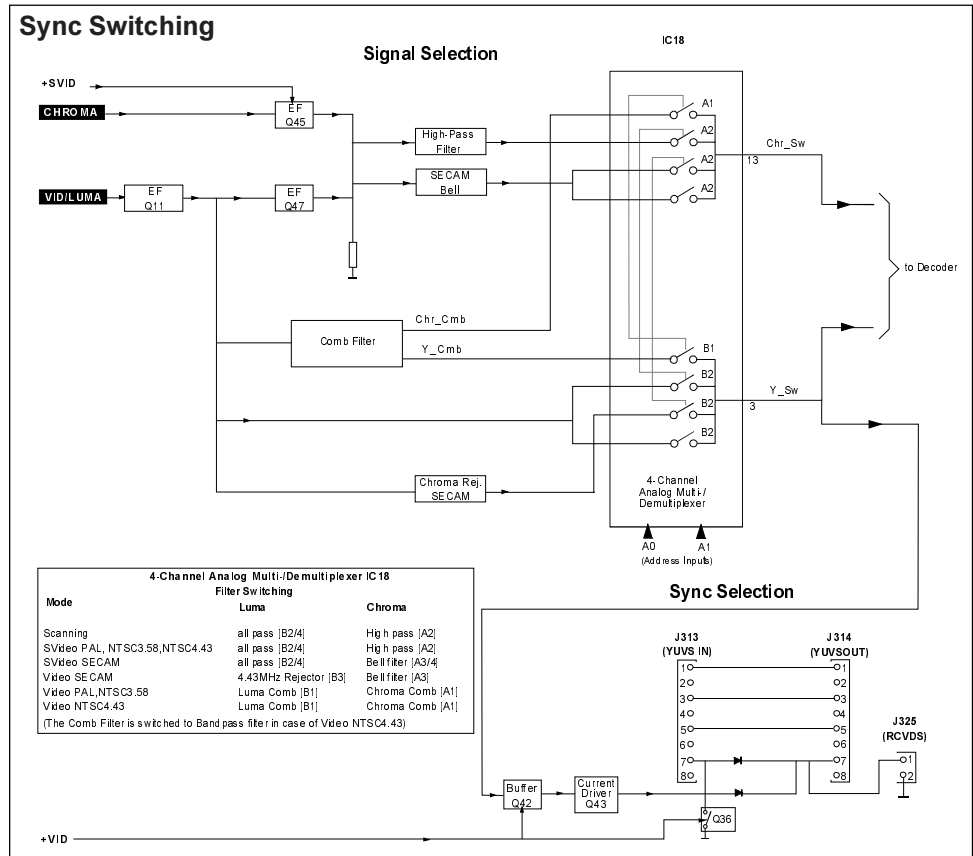 Sync Switching
Signal Selection
IC18
+SVID
CHROMA
EF
Q45
A1
High-Pass
Filter
A2
Chr_Sw
13
A2
SECAM
Bell
A2
VID/LUMA
EF
Q11
EF
Q47
to Decoder
Chr_Cmb
Comb Filter
Y_Cmb
B1
B2
Y_Sw
3
B2
B2
Chroma Rej.
SECAM
4-Channel
Analog Multi-/
Demultiplexer
A0 A1
(Address Inputs)
4-Channel Analog Multi-/Demultiplexer IC18
Filter Switching
Mode Luma Chroma
Scanning all pass [B2/4] High pass [A2]
SVideo PAL, NTSC3.58,NTSC4.43 all pass [B2/4] High pass [A2]
SVideo SECAM all pass [B2/4] Bell filter [A3/4]
Video SECAM 4.43MHz Rejector [B3] Bell filter [A3]
Video PAL,NTSC3.58 Luma Comb [B1] Chroma Comb [A1]
Video NTSC4.43 Luma Comb [B1] Chroma Comb [A1]
(The Comb Filter is switched to Bandpass filter in case of Video NTSC4.43)
Sync Selection
J313
(YUVS IN)
J314
(YUVSOUT)
1 1
2 2
3 3
4 4
5 5
6 6
7 7
8 8
J325
(RCVDS)
1
2
Buffer
Q42
Current
Driver
Q43
Q36
+VID